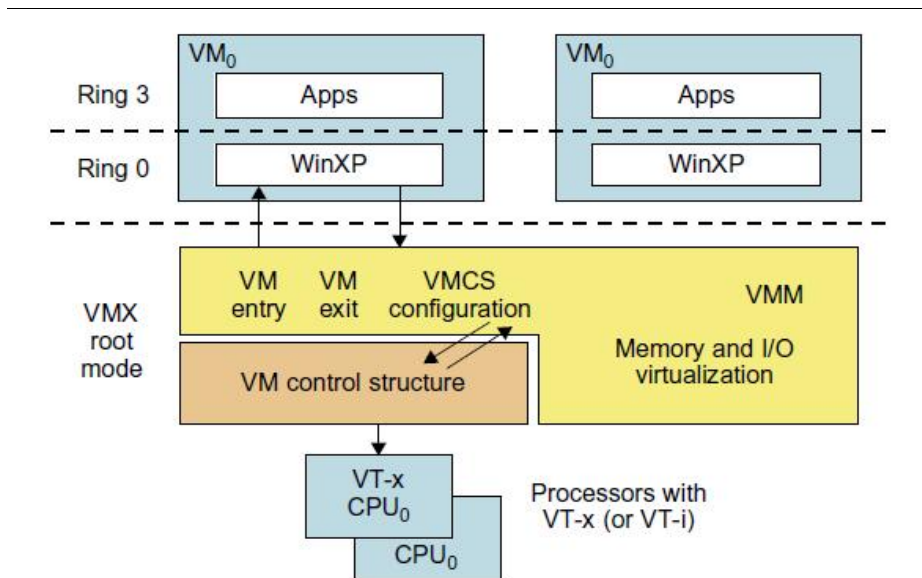 VM₀
VM₀
Ring 3
Apps
Apps
Ring 0
WinXP
WinXP
VMX
root
mode
VM
entry
VM
exit
VMCS
configuration
VMM
Memory and I/O
virtualization
VM control structure
VT-x
CPU₀
CPU₀
Processors with
VT-x (or VT-i)